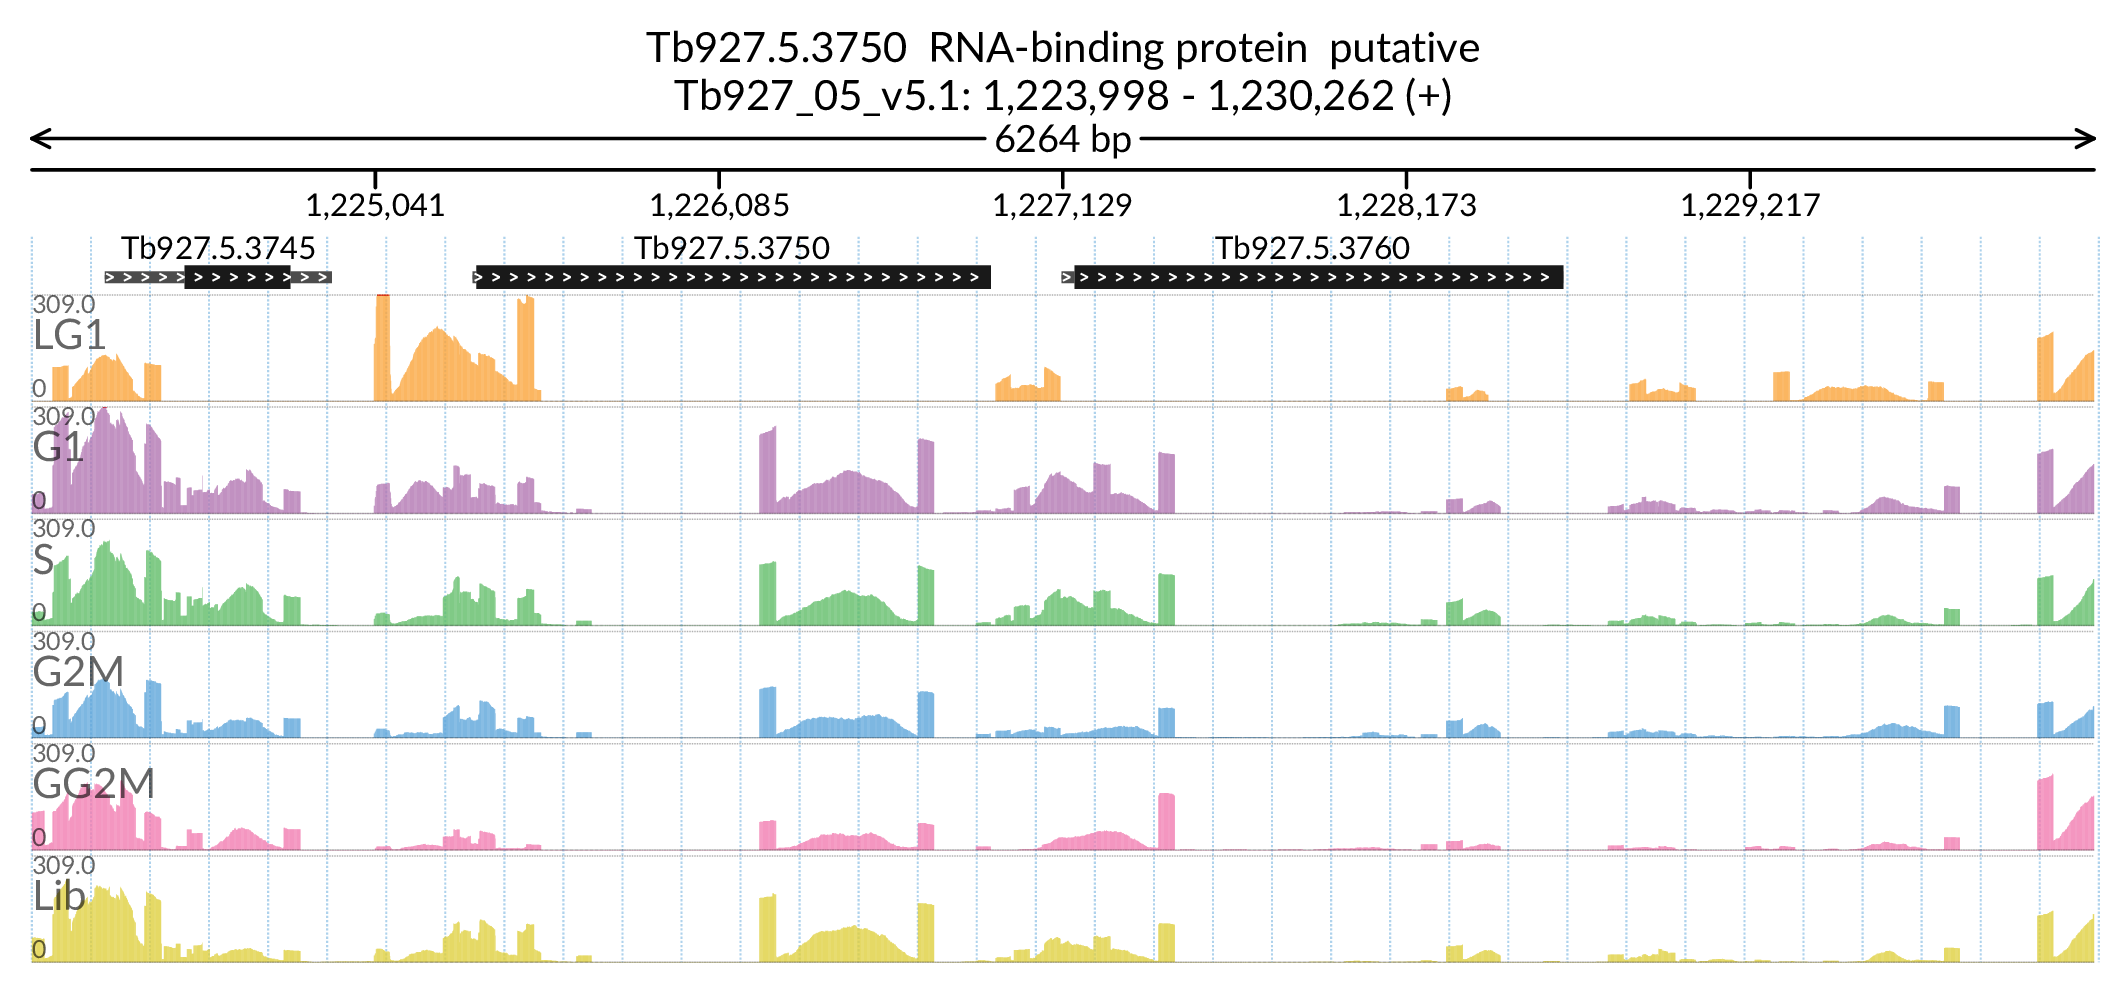 Tb927.5.3750  RNA-binding protein  putative
Tb927_05_v5.1: 1,223,998 - 1,230,262 (+)
6264 bp
1,225,041 1,226,085 1,227,129 1,228,173 1,229,217
Tb927.5.3745 Tb927.5.3750 Tb927.5.3760
309.0
LG1
0
309.0
G1
0
309.0
S
0
309.0
G2M
0
309.0
GG2M
0
309.0
Lib
0